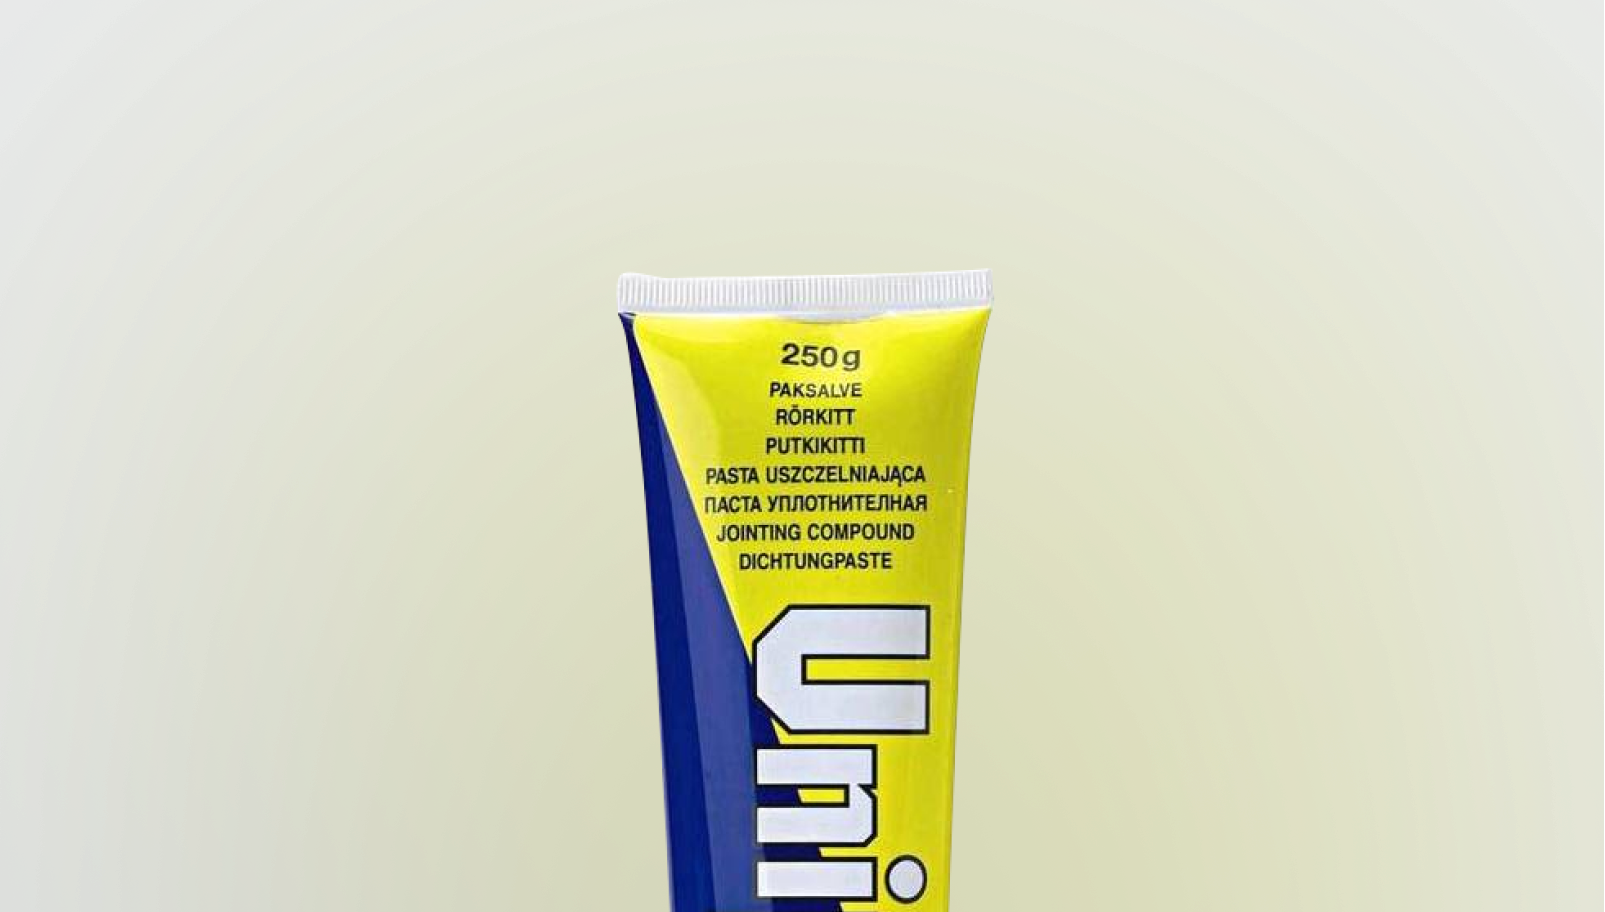 250g
PAKSALVE
RÖRKITT
PUTKIKITTI
PASTA USZCZELNIAJĄCA
ПАСТА УПЛОТНИТЕЛНАЯ
JOINTING COMPOUND
DICHTUNGPASTE
Uni